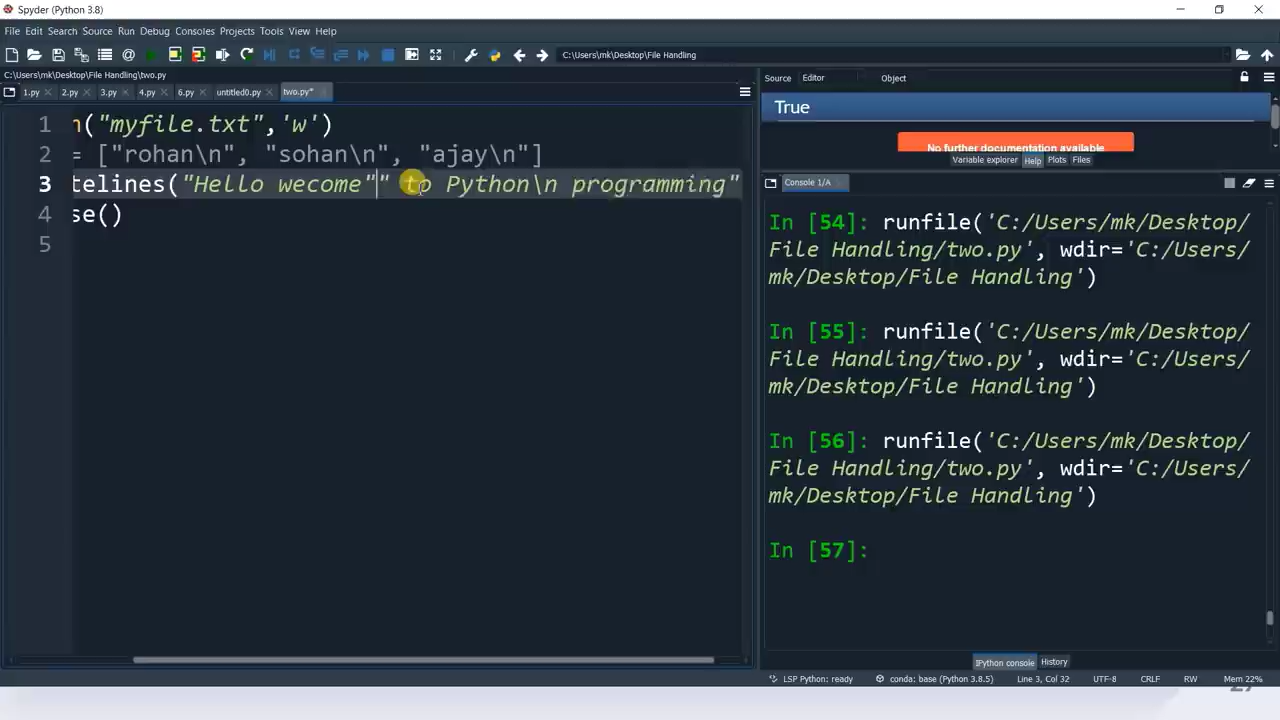 Spyder (Python 3.8)
File Edit Search Source Run Debug Consoles Projects Tools View Help
C:\Users\mk\Desktop\File Handling
C:\Users\mk\Desktop\File Handling\two.py
1.py 2.py 3.py 4.py 6.py untitled0.py two.py*
1 n("myfile.txt",'w')
2 = ["rohan\n", "sohan\n", "ajay\n"]
3 telines("Hello wecome"" to Python\n programming"
4 se()
5
Source Editor Object
True
No further documentation available
Variable explorer Help Plots Files
Console 1/A
In [54]: runfile('C:/Users/mk/Desktop/
File Handling/two.py', wdir='C:/Users/
mk/Desktop/File Handling')
In [55]: runfile('C:/Users/mk/Desktop/
File Handling/two.py', wdir='C:/Users/
mk/Desktop/File Handling')
In [56]: runfile('C:/Users/mk/Desktop/
File Handling/two.py', wdir='C:/Users/
mk/Desktop/File Handling')
In [57]:
IPython console History
LSP Python: ready conda: base (Python 3.8.5) Line 3, Col 32 UTF-8 CRLF RW Mem 22%